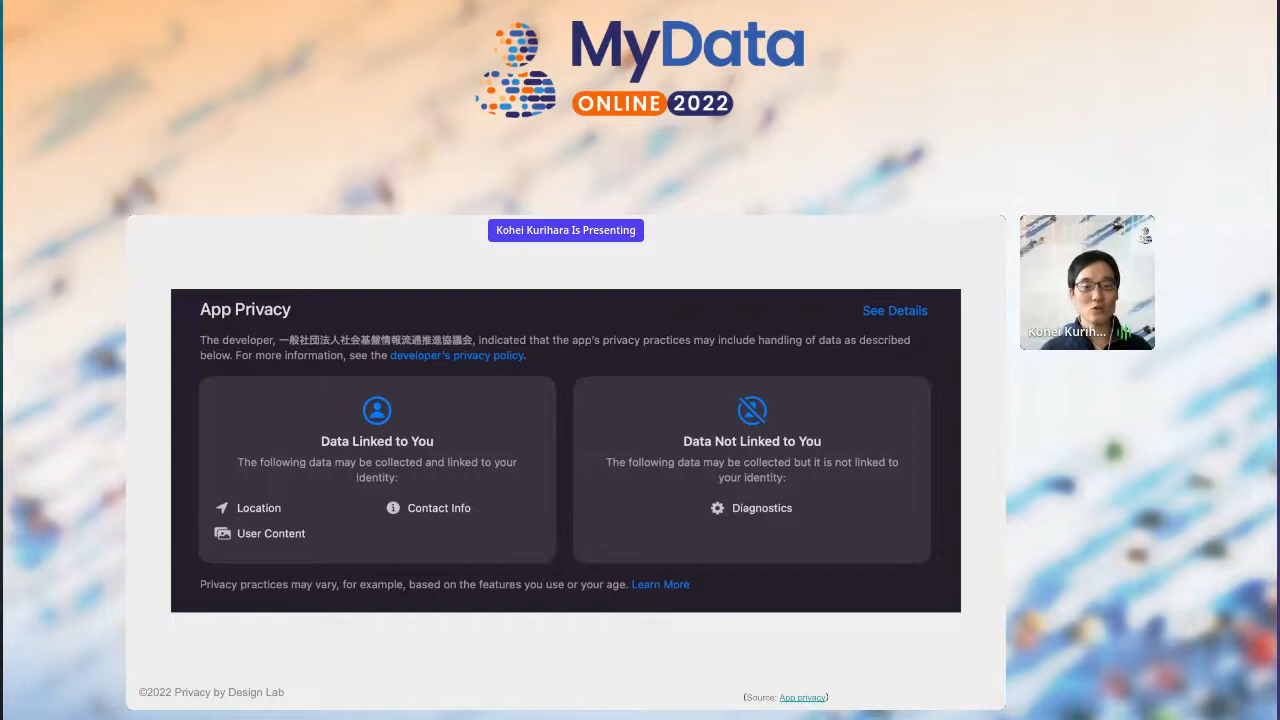 MyData
ONLINE 2022
Kohei Kurihara Is Presenting
App Privacy
See Details
The developer, 一般社団法人社会基盤情報流通推進協議会, indicated that the app's privacy practices may include handling of data as described
below. For more information, see the developer's privacy policy.
Data Linked to You
The following data may be collected and linked to your
identity:
Location
Contact Info
User Content
Data Not Linked to You
The following data may be collected but it is not linked to
your identity:
Diagnostics
Privacy practices may vary, for example, based on the features you use or your age. Learn More
©2022 Privacy by Design Lab
(Source: App privacy)
Kohei Kurih...